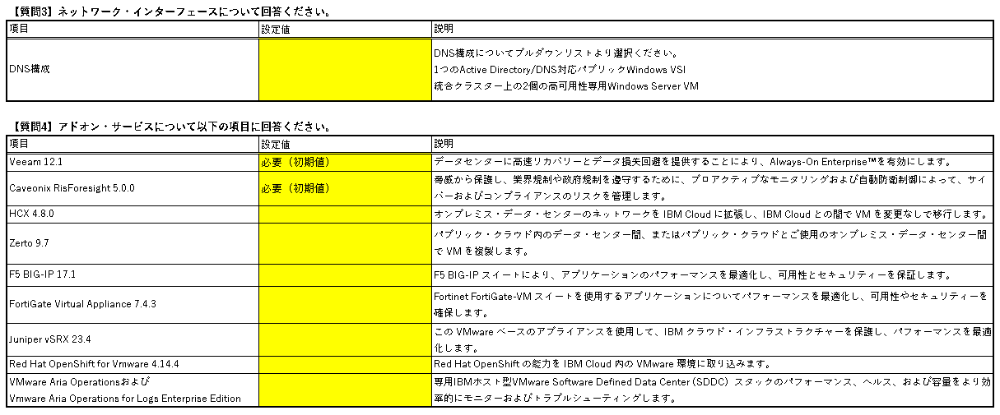 【質問3】ネットワーク・インターフェースについて回答ください。
項目 設定値 説明
DNS構成
DNS構成についてプルダウンリストより選択ください。
1つのActive Directory/DNS対応パブリックWindows VSI
統合クラスター上の2個の高可用性専用Windows Server VM
【質問4】アドオン・サービスについて以下の項目に回答ください。
項目 設定値 説明
Veeam 12.1 必要（初期値） データセンターに高速リカバリーとデータ損失回避を提供することにより、Always-On Enterprise™を有効にします。
Caveonix RisForesight 5.0.0 必要（初期値）
脅威から保護し、業界規制や政府規制を遵守するために、プロアクティブなモニタリングおよび自動防衛制御によって、サイ
バーおよびコンプライアンスのリスクを管理します。
HCX 4.8.0 オンプレミス・データ・センターのネットワークを IBM Cloud に拡張し、IBM Cloud との間で VM を変更なしで移行します。
Zerto 9.7
パブリック・クラウド内のデータ・センター間、またはパブリック・クラウドとご使用のオンプレミス・データ・センター間
で VM を複製します。
F5 BIG-IP 17.1 F5 BIG-IP スイートにより、アプリケーションのパフォーマンスを最適化し、可用性とセキュリティーを保証します。
FortiGate Virtual Appliance 7.4.3
Fortinet FortiGate-VM スイートを使用するアプリケーションについてパフォーマンスを最適化し、可用性やセキュリティーを
確保します。
Juniper vSRX 23.4
この VMware ベースのアプライアンスを使用して、IBM クラウド・インフラストラクチャーを保護し、パフォーマンスを最適
化します。
Red Hat OpenShift for Vmware 4.14.4 Red Hat OpenShift の能力を IBM Cloud 内の VMware 環境に取り込みます。
VMware Aria Operationsおよび
Vmware Aria Operations for Logs Enterprise Edition
専用IBMホスト型VMware Software Defined Data Center (SDDC) スタックのパフォーマンス、ヘルス、および容量をより効
率的にモニターおよびトラブルシューティングします。